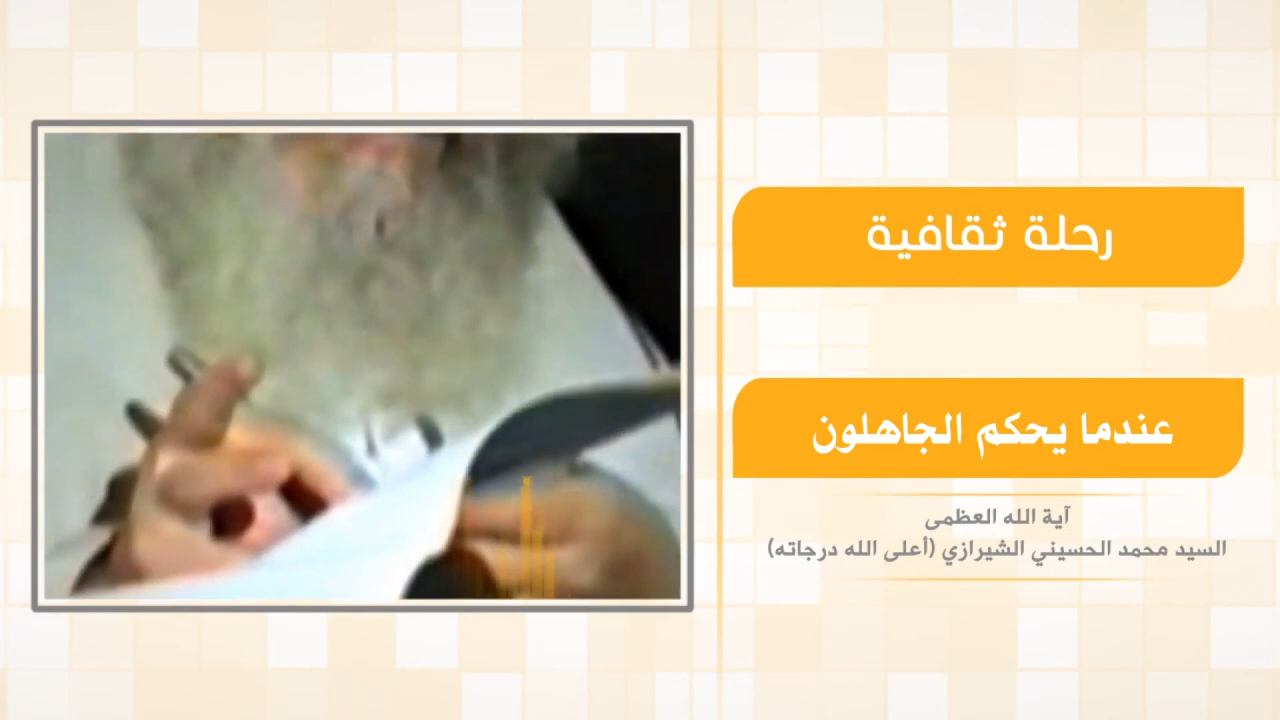 رحلة ثقافية
عندما يحكم الجاهلون
آية الله العظمى
السيد محمد الحسيني الشيرازي (أعلى الله درجاته)